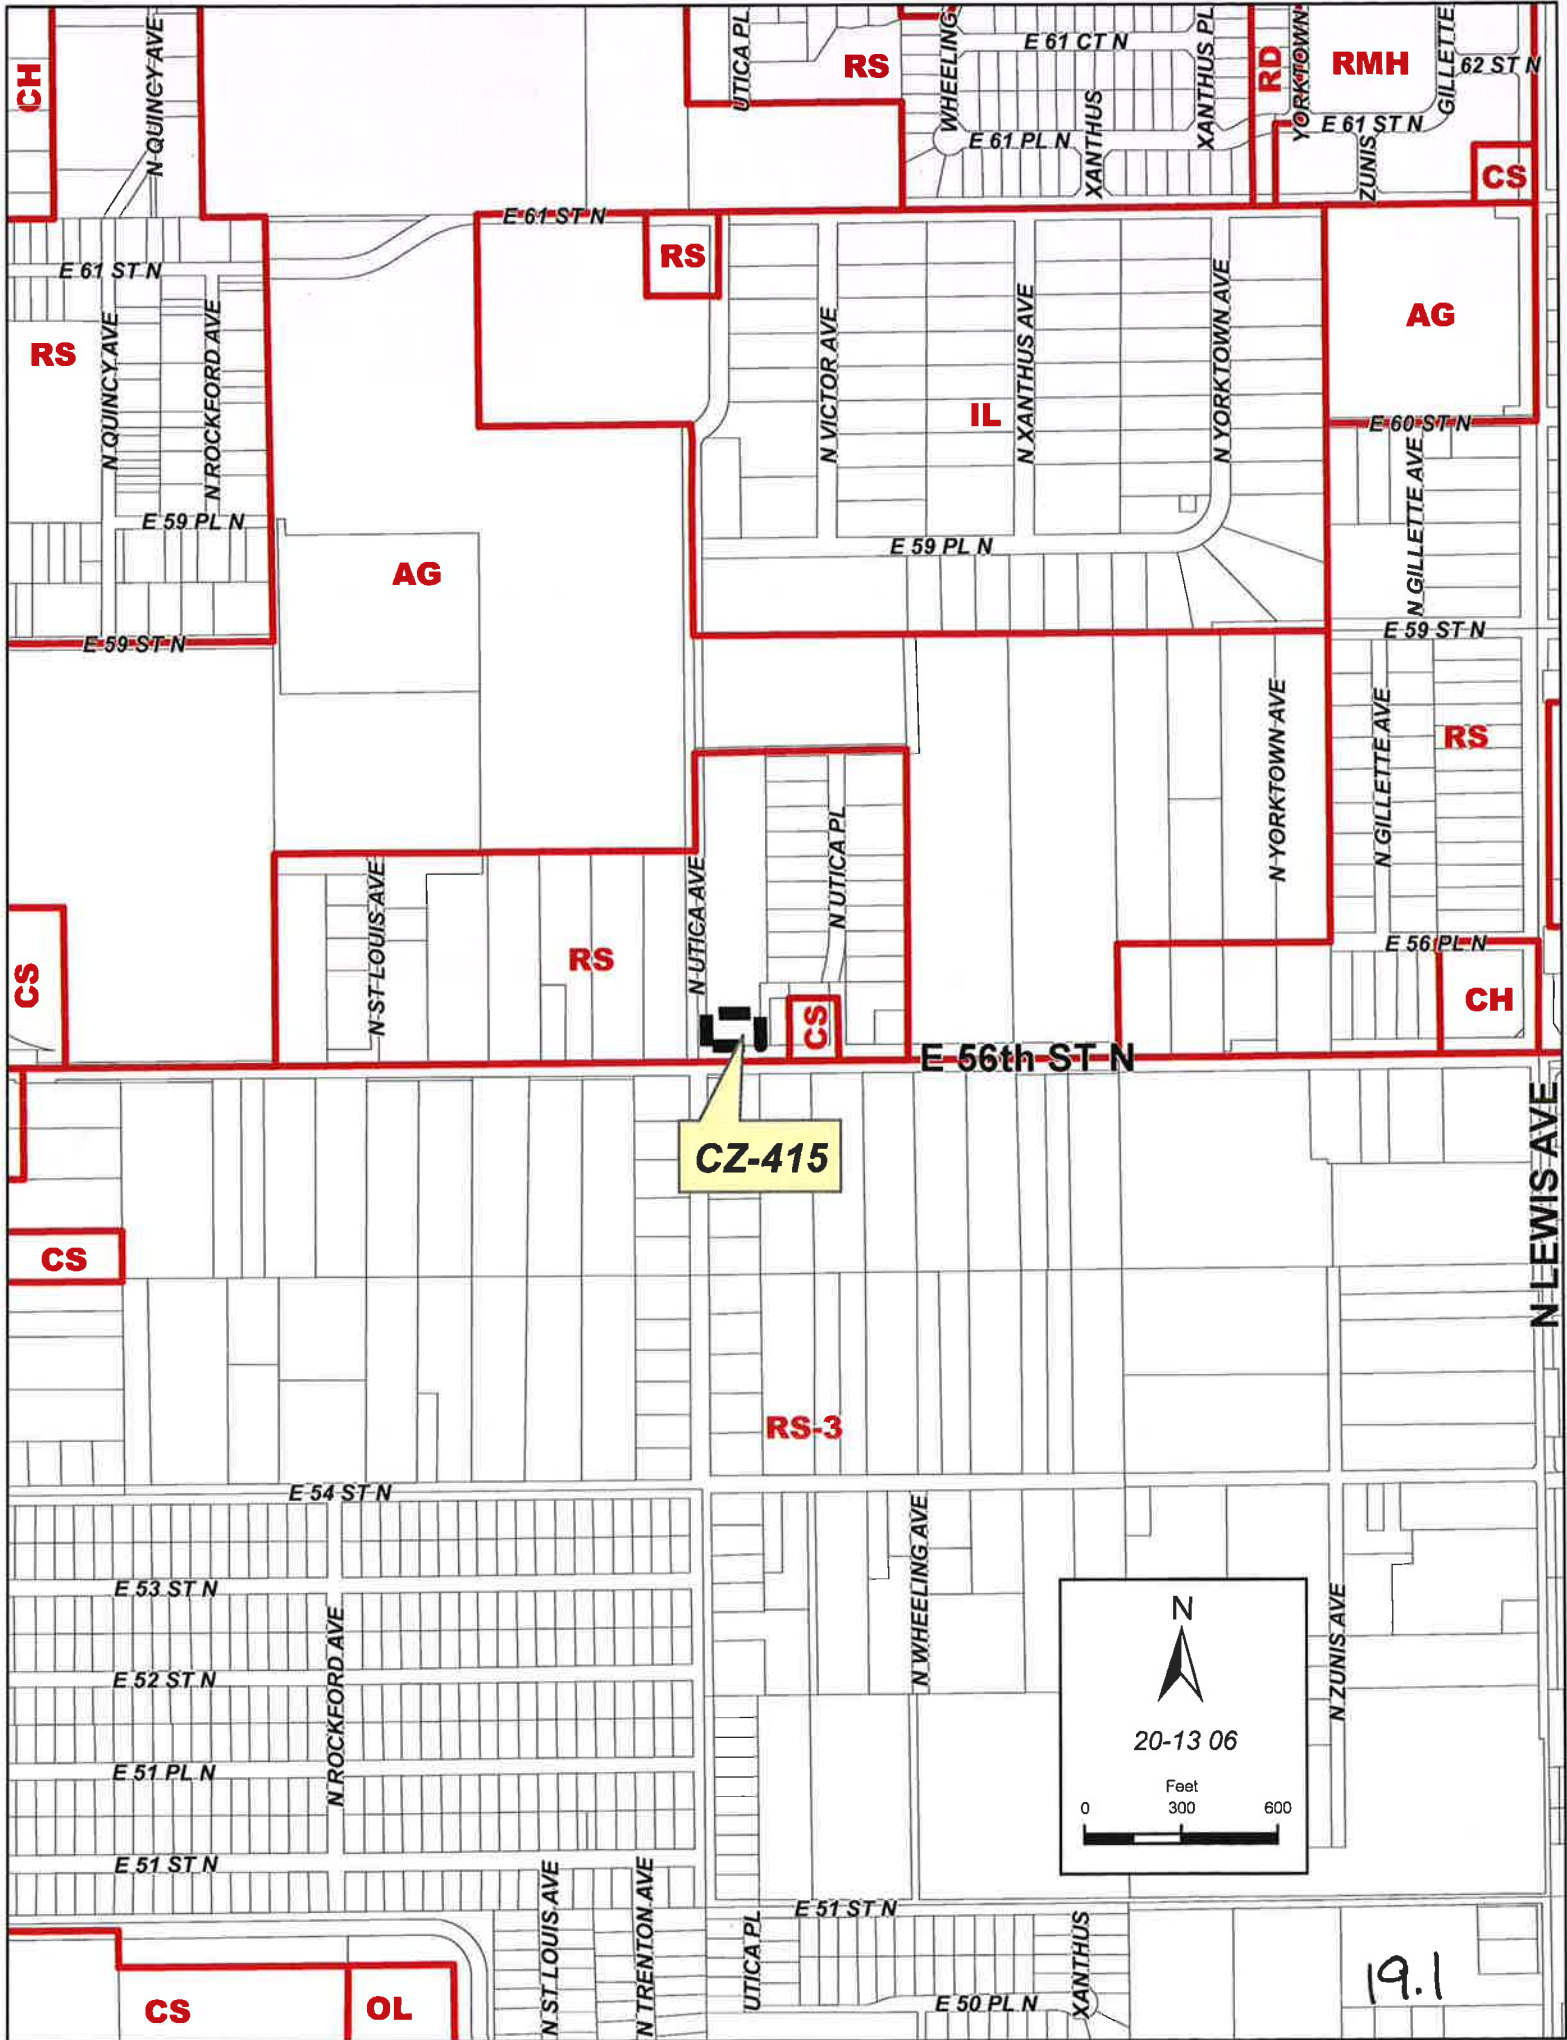 CH
N QUINCY AVE
UTICA PL
RS
WHEELING
E 61 CT N
XANTHUS PL
RD
YORKTOWN
RMH
GILLETTE
62 ST N
XANTHUS
E 61 PL N
E 61 ST N
ZUNIS
CS
E 61 ST N
RS
E 61 ST N
AG
RS
N QUINCY AVE
N ROCKFORD AVE
N VICTOR AVE
IL
N XANTHUS AVE
N YORKTOWN AVE
E 60 ST N
N GILLETTE AVE
E 59 PL N
E 59 PL N
AG
E 59 ST N
E 59 ST N
N YORKTOWN AVE
N GILLETTE AVE
RS
N ST LOUIS AVE
N UTICA AVE
N UTICA PL
RS
E 56 PL N
CS
CS
CH
E 56th ST N
CZ-415
N LEWIS AVE
CS
RS-3
E 54 ST N
N WHEELING AVE
E 53 ST N
N ROCKFORD AVE
N ZUNIS AVE
N
E 52 ST N
20-13 06
E 51 PL N
Feet
0 300 600
E 51 ST N
N ST LOUIS AVE
N TRENTON AVE
E 51 ST N
UTICA PL
XANTHUS
19.1
CS
OL
E 50 PL N